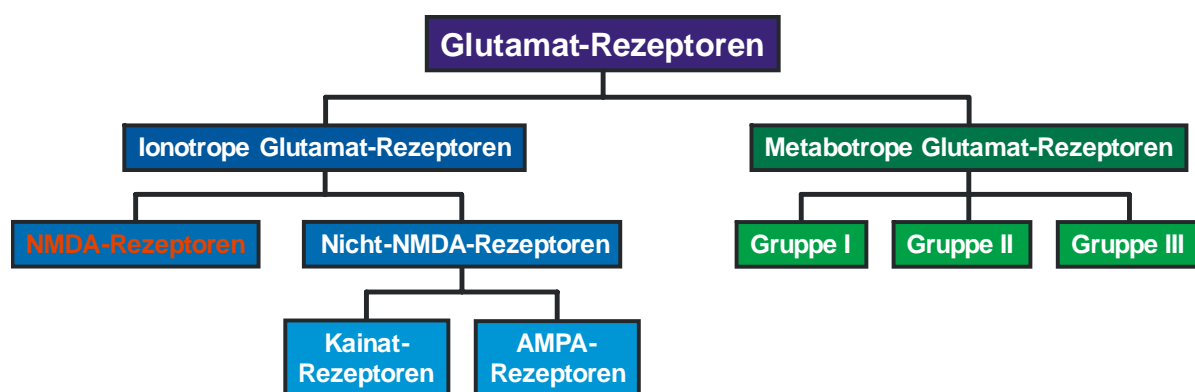 Glutamat-Rezeptoren
Ionotrope Glutamat-Rezeptoren
Metabotrope Glutamat-Rezeptoren
NMDA-Rezeptoren
Nicht-NMDA-Rezeptoren
Gruppe I
Gruppe II
Gruppe III
Kainat-
Rezeptoren
AMPA-
Rezeptoren